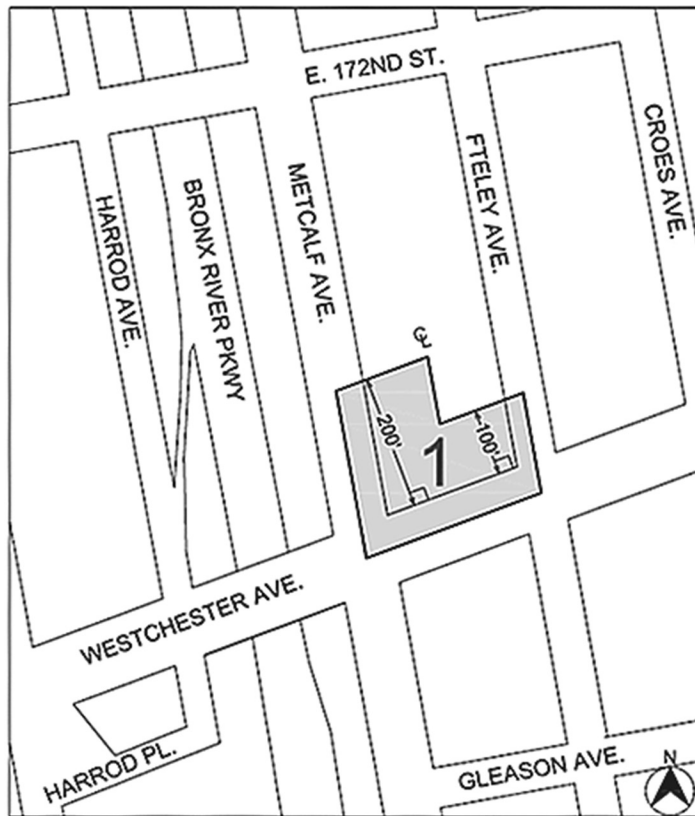 E. 172ND ST.
CROES AVE.
FTELEY AVE.
METCALF AVE.
BRONX RIVER PKWY
HARROD AVE.
℄
200'
100'
1
WESTCHESTER AVE.
HARROD PL.
GLEASON AVE.
N